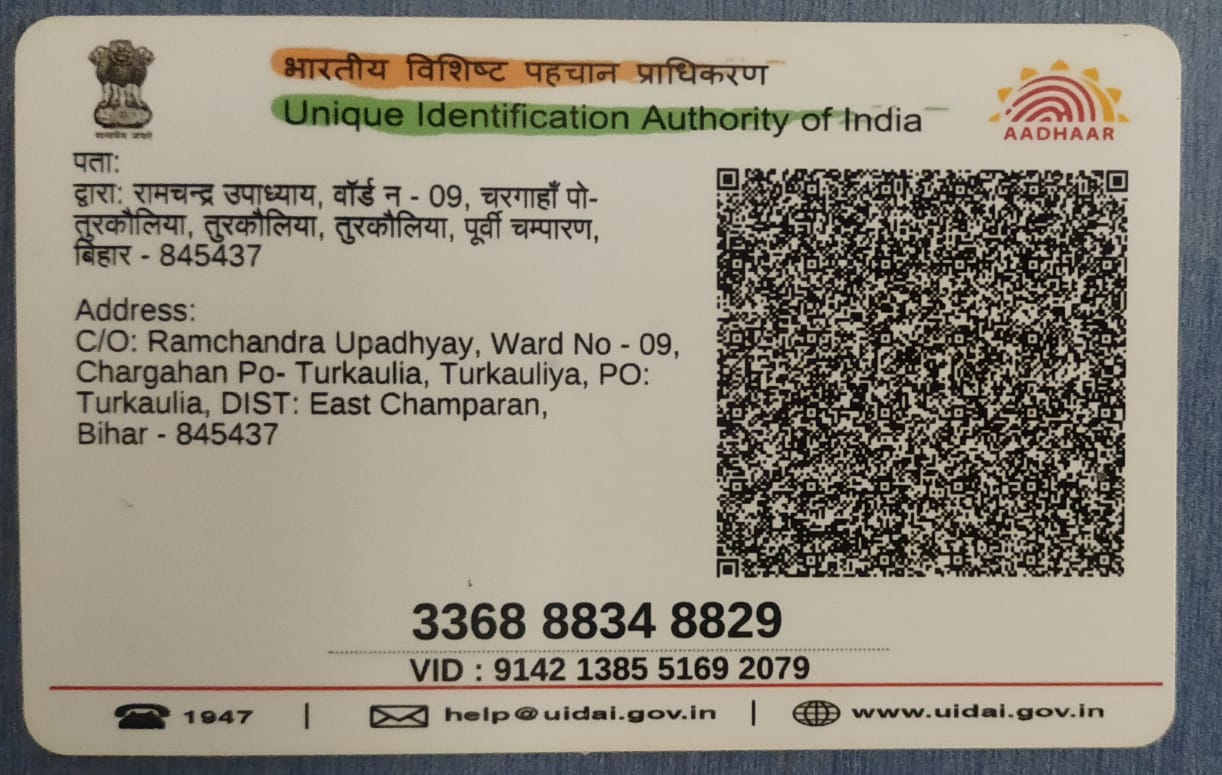 भारतीय विशिष्ट पहचान प्राधिकरण
Unique Identification Authority of India
AADHAAR
सत्यमेव जयते
पता:
द्वारा: रामचन्द्र उपाध्याय, वॉर्ड न - 09, चरगाहाँ पो-
तुरकौलिया, तुरकौलिया, तुरकौलिया, पूर्वी चम्पारण,
बिहार - 845437
Address:
C/O: Ramchandra Upadhyay, Ward No - 09,
Chargahan Po- Turkaulia, Turkauliya, PO:
Turkaulia, DIST: East Champaran,
Bihar - 845437
3368 8834 8829
VID : 9142 1385 5169 2079
1947 | help@uidai.gov.in | www.uidai.gov.in